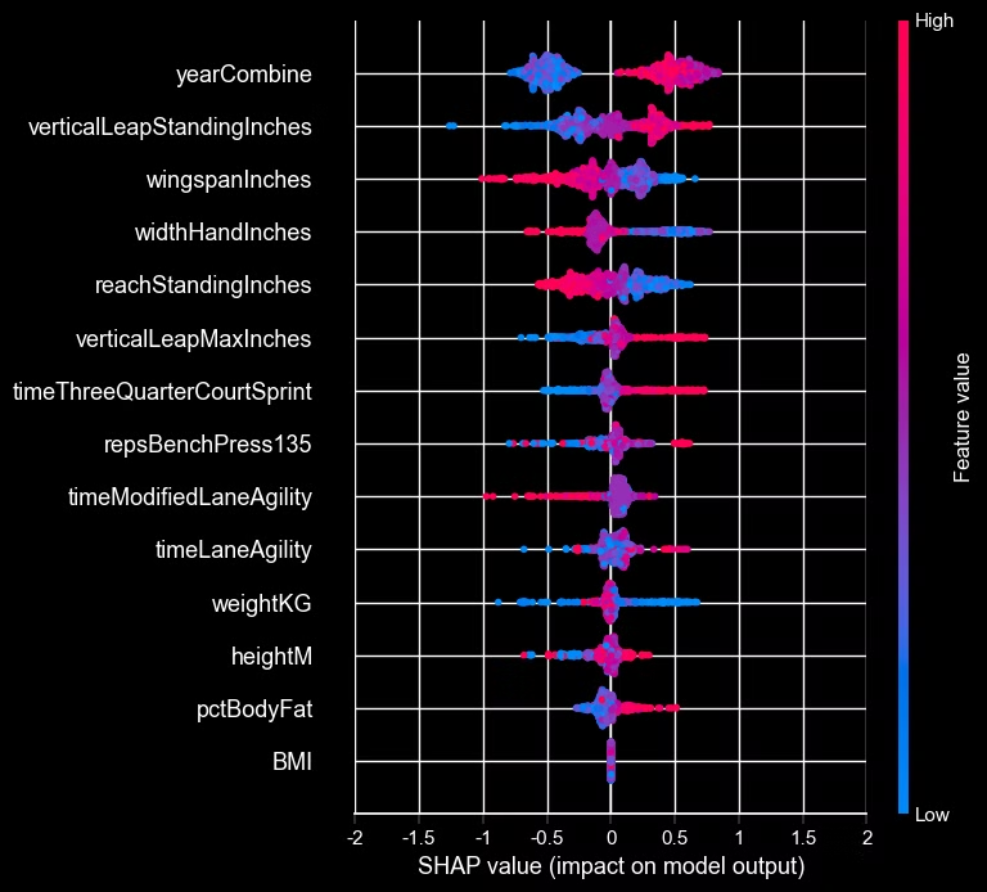 High
yearCombine
verticalLeapStandingInches
wingspanInches
widthHandInches
reachStandingInches
verticalLeapMaxInches
timeThreeQuarterCourtSprint
repsBenchPress135
timeModifiedLaneAgility
timeLaneAgility
weightKG
heightM
pctBodyFat
BMI
Feature value
Low
-2 -1.5 -1 -0.5 0 0.5 1 1.5 2
SHAP value (impact on model output)